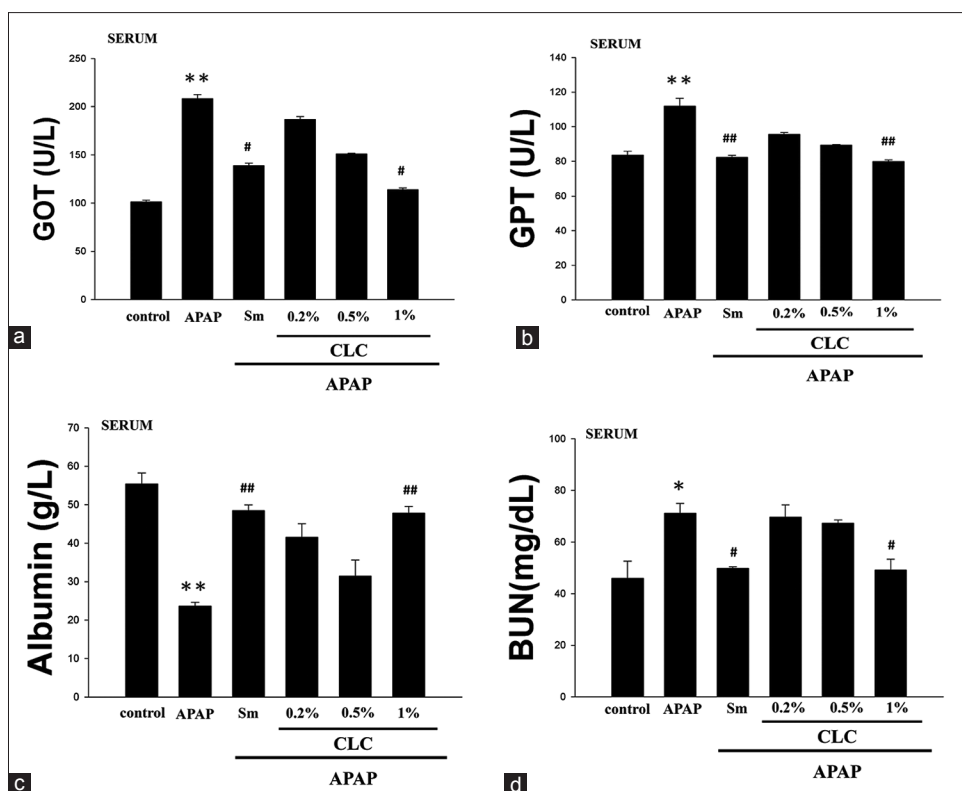 SERUM
GOT (U/L)
250
200
150
100
50
0
**
#
#
control APAP Sm 0.2% 0.5% 1%
CLC
APAP
a
SERUM
GPT (U/L)
140
120
100
80
60
40
20
0
**
##
##
control APAP Sm 0.2% 0.5% 1%
CLC
APAP
b
SERUM
Albumin (g/L)
70
60
50
40
30
20
10
0
**
##
##
control APAP Sm 0.2% 0.5% 1%
CLC
APAP
c
SERUM
BUN(mg/dL)
100
80
60
40
20
0
*
#
#
control APAP Sm 0.2% 0.5% 1%
CLC
APAP
d